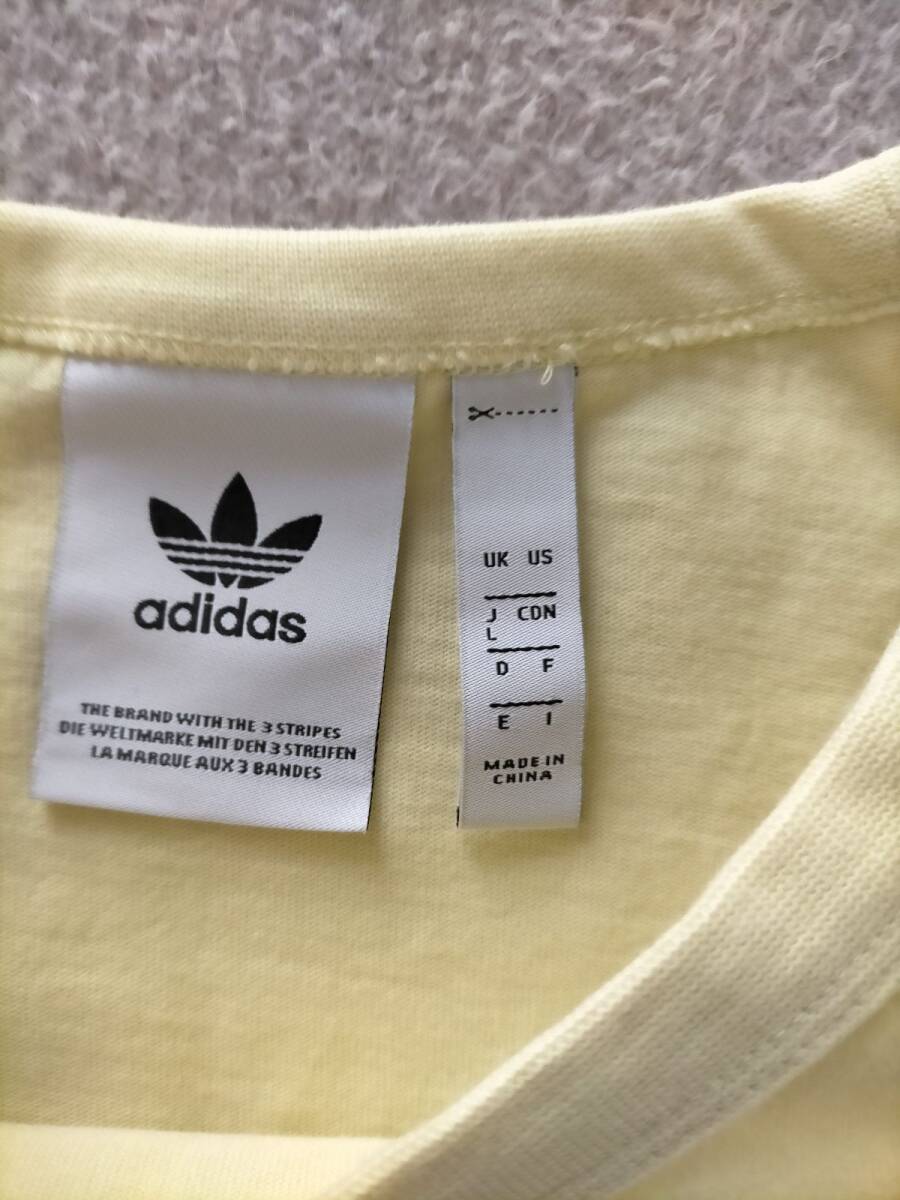 adidas
THE BRAND WITH THE 3 STRIPES
DIE WELTMARKE MIT DEN 3 STREIFEN
LA MARQUE AUX 3 BANDES
UK US
J CDN
L
D F
E I
MADE IN
CHINA